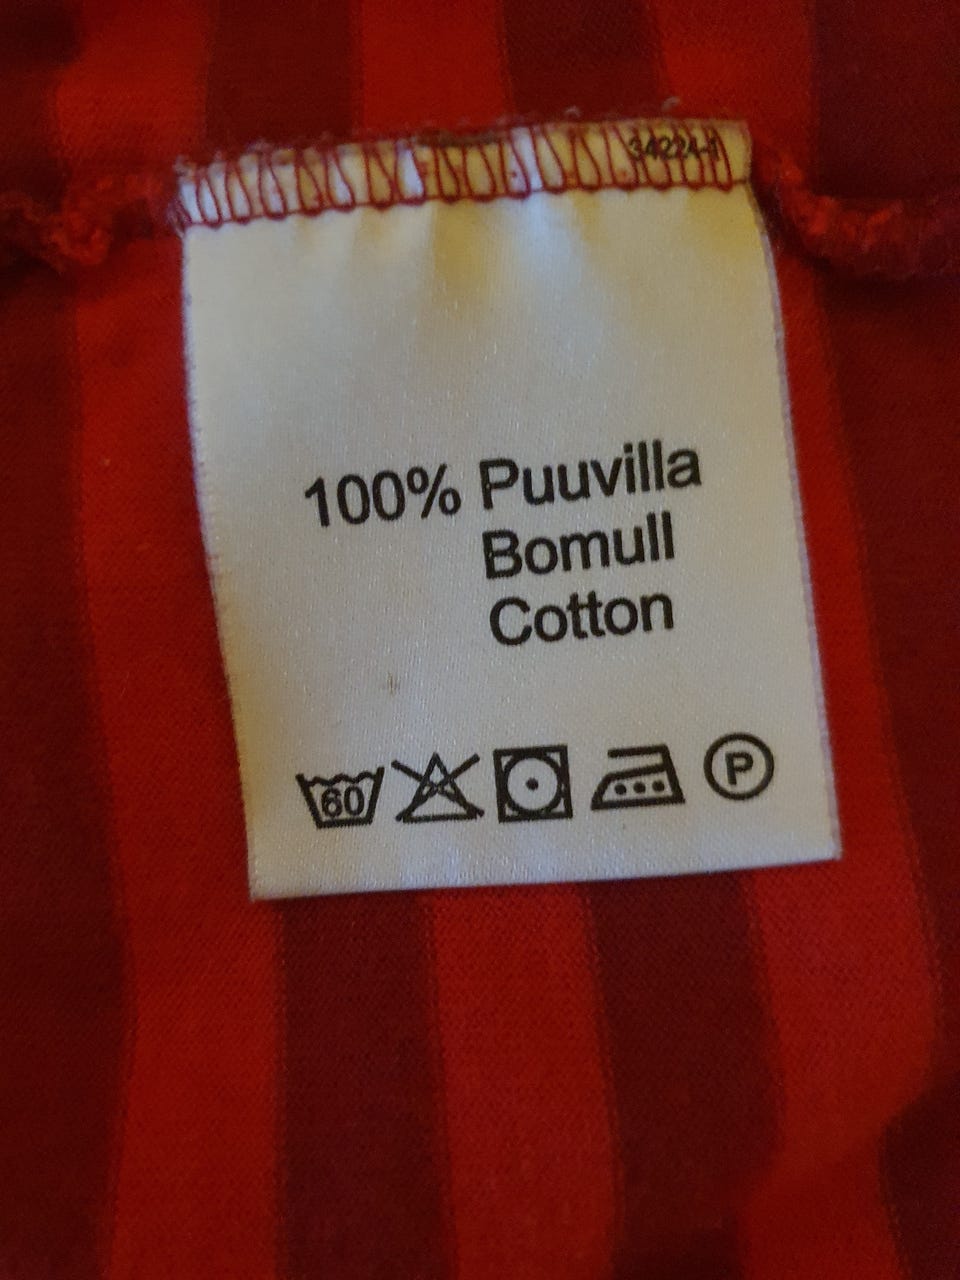 34224-1
100% Puuvilla
Bomull
Cotton
60 P